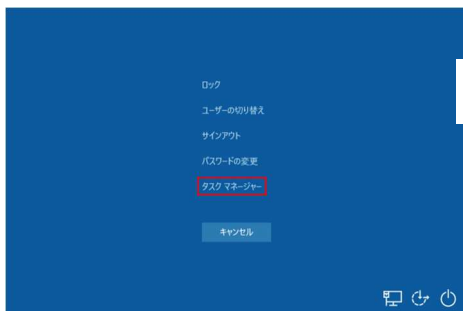 ロック
ユーザーの切り替え
サインアウト
パスワードの変更
タスク マネージャー
キャンセル